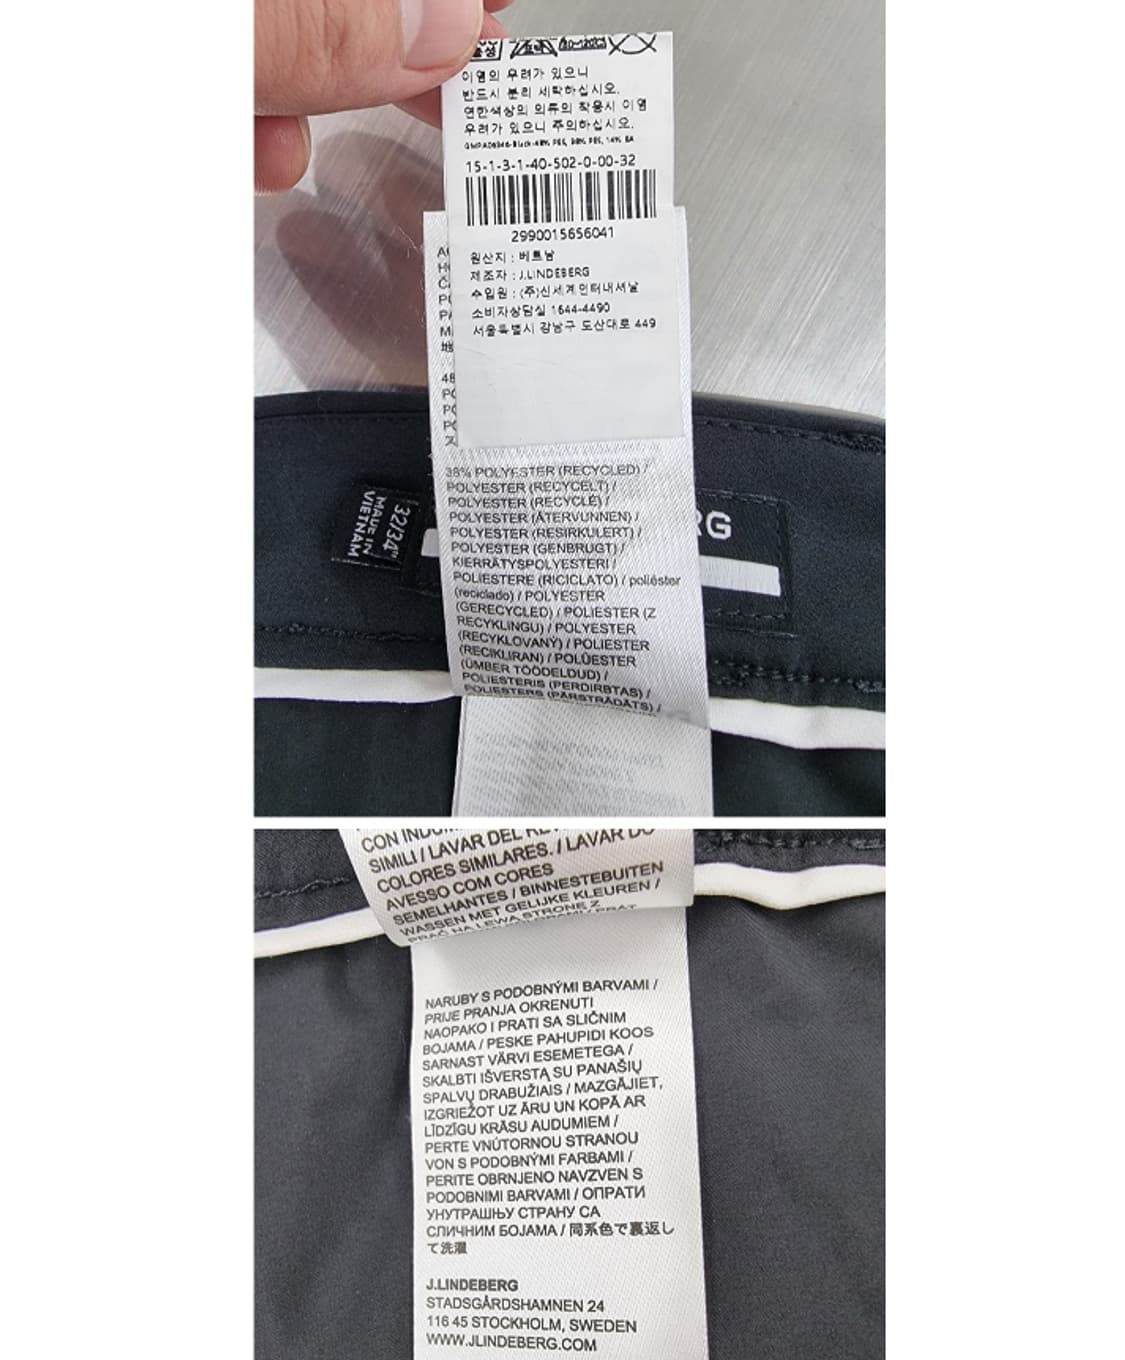 80~120℃
이염의 우려가 있으니
반드시 분리 세탁하십시오.
연한색상의 의류의 착용시 이염
우려가 있으니 주의하십시오.
15-1-3-1-40-502-0-00-32
2990015656041
원산지 : 베트남
제조자 : J.LINDEBERG
수입원 : (주)신세계인터내셔날
소비자상담실 1644-4490
서울특별시 강남구 도산대로 449
48
38% POLYESTER (RECYCLED) /
POLYESTER (RECYCELT) /
POLYESTER (RECYCLÉ) /
POLYESTER (ÅTERVUNNEN) /
POLYESTER (RESIRKULERT) /
POLYESTER (GENBRUGT) /
KIERRÄTYSPOLYESTERI /
POLIESTERE (RICICLATO) / poliéster
(reciclado) / POLYESTER
(GERECYCLED) / POLIESTER (Z
RECYKLINGU) / POLYESTER
(RECYKLOVANÝ) / POLIESTER
(RECIKLIRAN) / POLÜESTER
(ÜMBER TÖÖDELDUD) /
POLIESTERIS (PERDIRBTAS) /
POLIESTERS (PĀRSTRĀDĀTS) /
32/34"
MADE IN
VIETNAM
RG
SIMILI / LAVAR DEL
COLORES SIMILARES. / LAVAR DO
AVESSO COM CORES
SEMELHANTES / BINNESTEBUITEN
WASSEN MET GELIJKE KLEUREN /
PRAĆ NA LEWĄ STRONĘ Z
NARUBY S PODOBNÝMI BARVAMI /
PRIJE PRANJA OKRENUTI
NAOPAKO I PRATI SA SLIČNIM
BOJAMA / PESKE PAHUPIDI KOOS
SARNAST VÄRVI ESEMETEGA /
SKALBTI IŠVERSTĄ SU PANAŠIŲ
SPALVŲ DRABUŽIAIS / MAZGĀJIET,
IZGRIEŽOT UZ ĀRU UN KOPĀ AR
LĪDZĪGU KRĀSU AUDUMIEM /
PERTE VNÚTORNOU STRANOU
VON S PODOBNÝMI FARBAMI /
PERITE OBRNJENO NAVZVEN S
PODOBNIMI BARVAMI / ОПРАТИ
УНУТРАШЊУ СТРАНУ СА
СЛИЧНИМ БОЈАМА / 同系色で裏返し
て洗濯
J.LINDEBERG
STADSGÅRDSHAMNEN 24
116 45 STOCKHOLM, SWEDEN
WWW.JLINDEBERG.COM